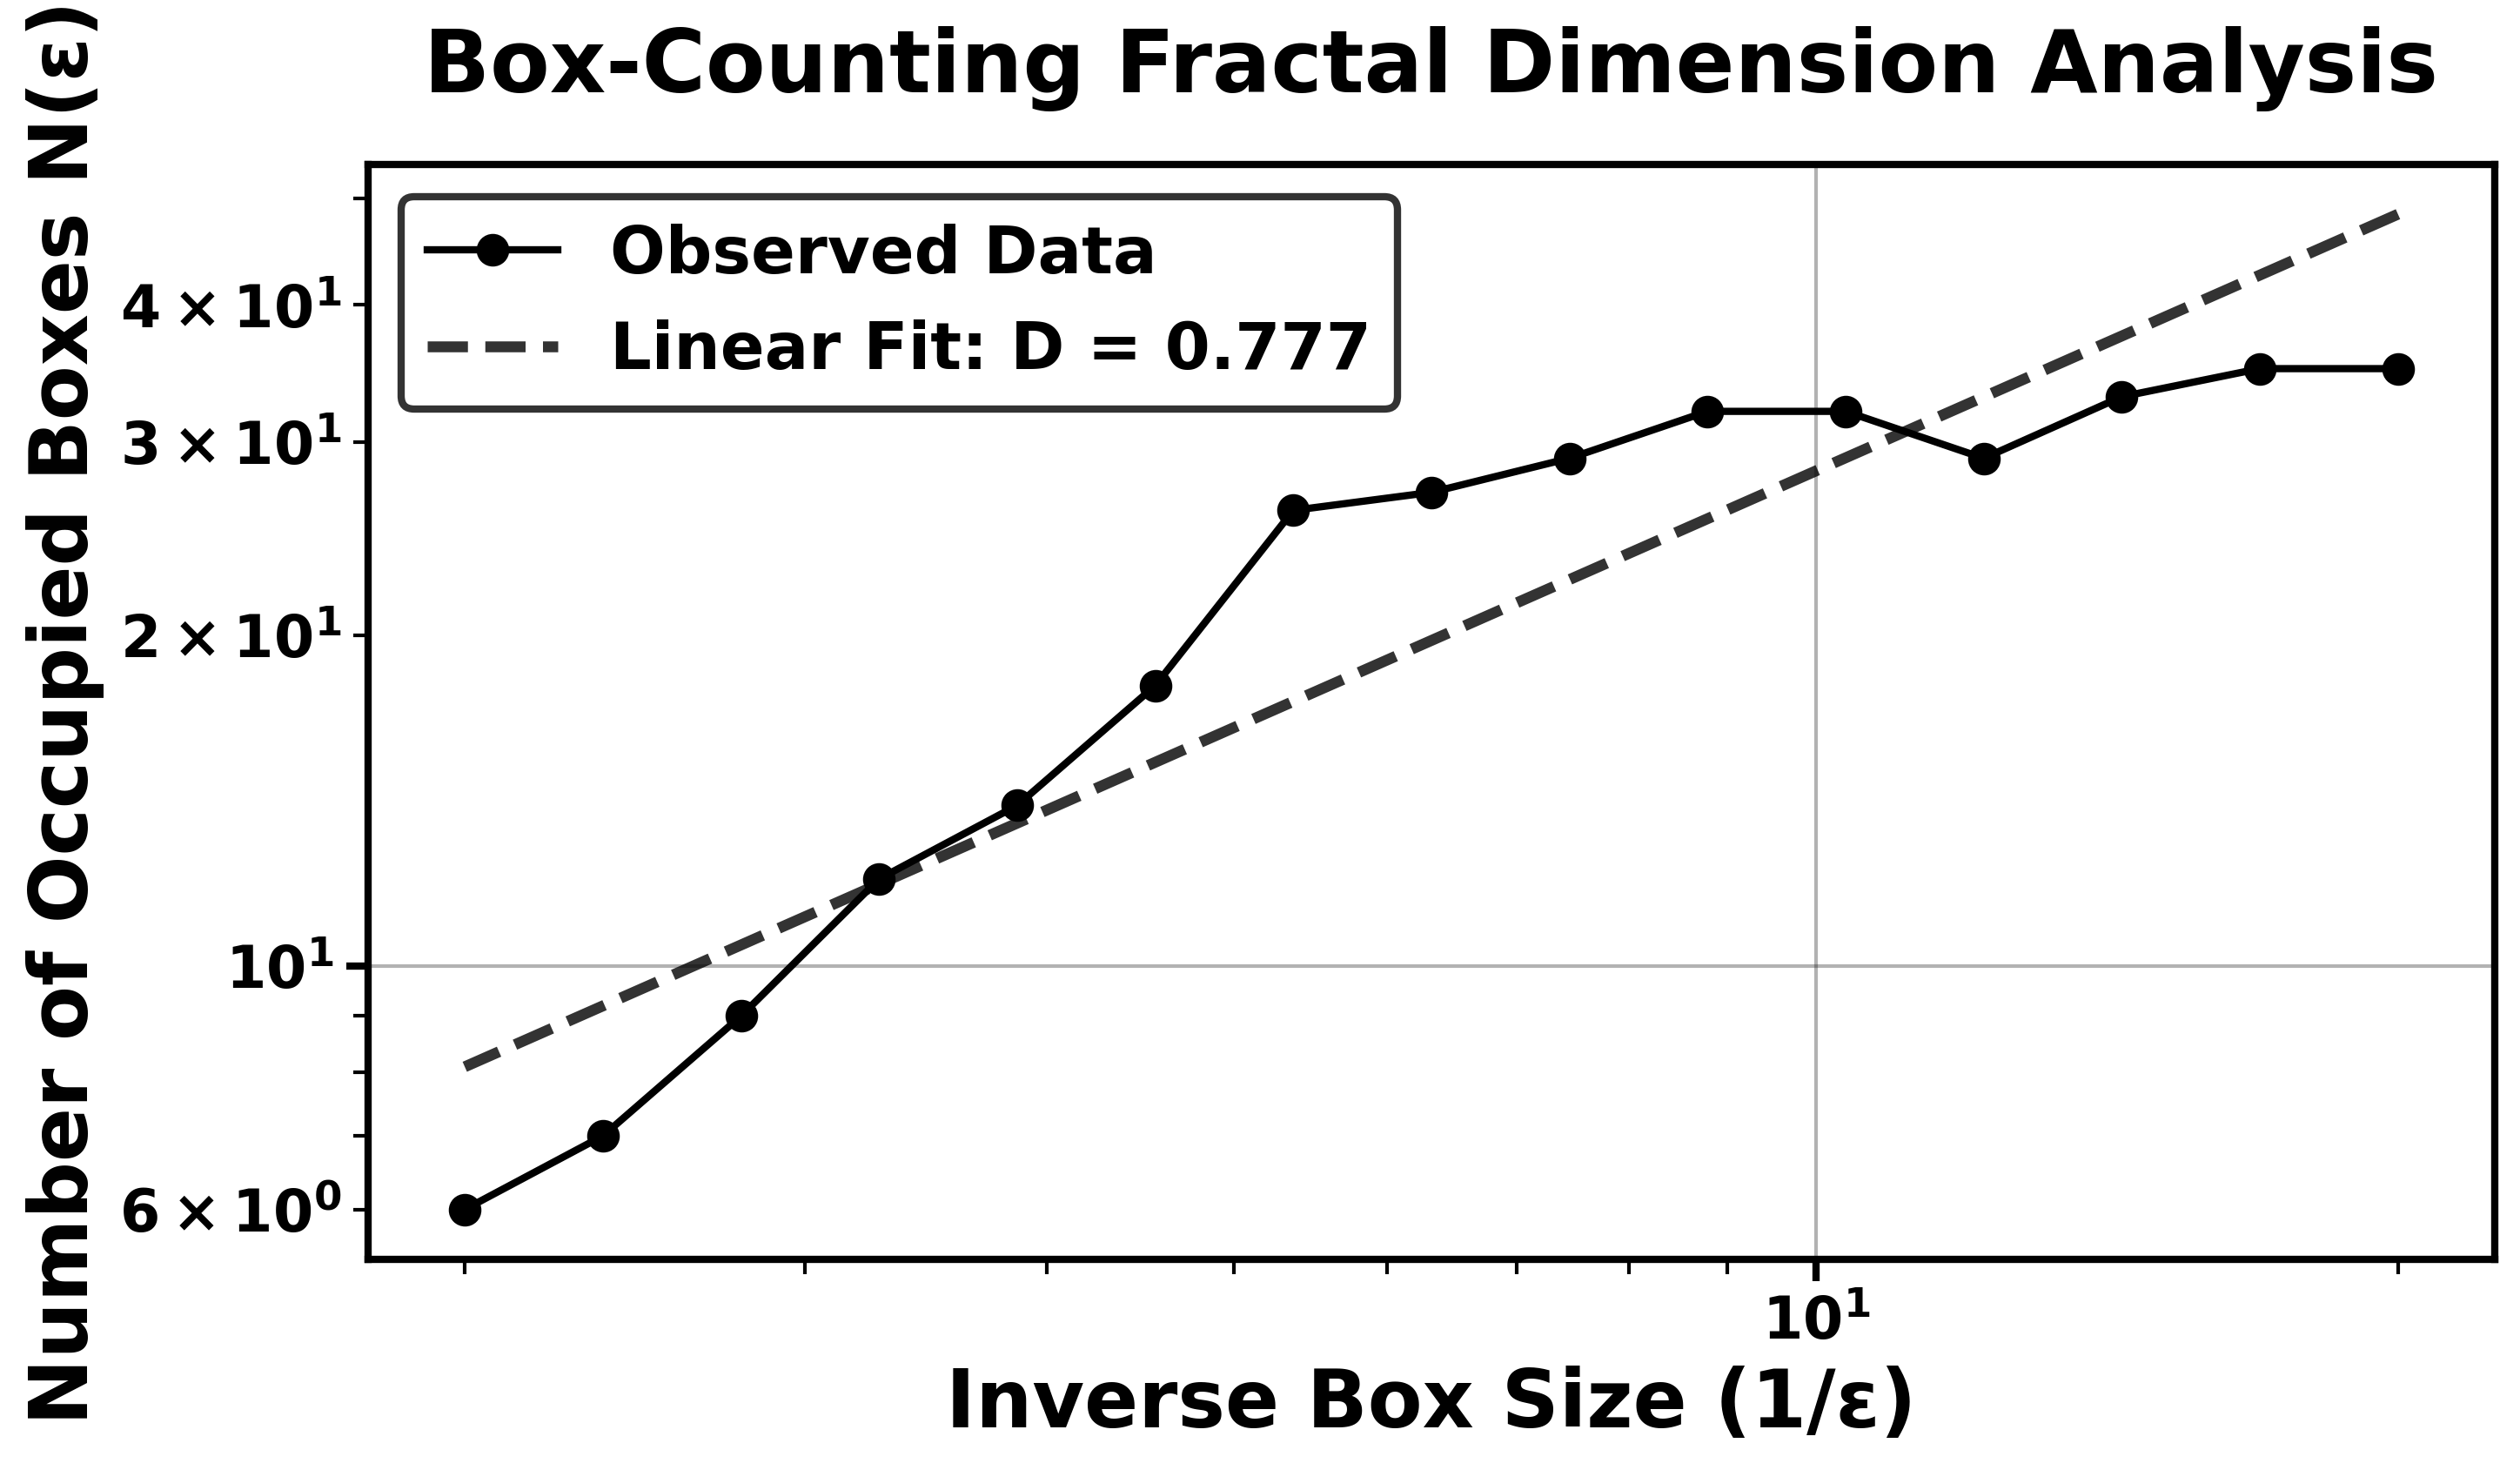 Box-Counting Fractal Dimension Analysis
Number of Occupied Boxes N(ε)
Observed Data
Linear Fit: D = 0.777
4 × 10¹
3 × 10¹
2 × 10¹
10¹
6 × 10⁰
10¹
Inverse Box Size (1/ε)